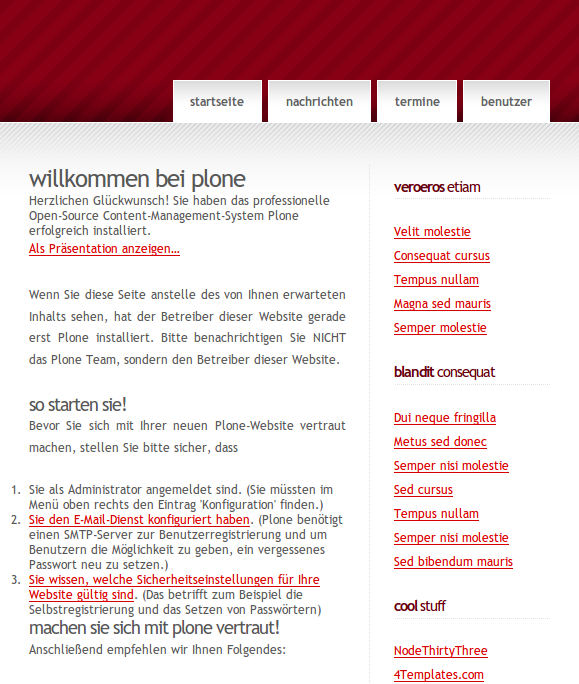 startseite
nachrichten
termine
benutzer
willkommen bei plone
Herzlichen Glückwunsch! Sie haben das professionelle
Open-Source Content-Management-System Plone
erfolgreich installiert.
Als Präsentation anzeigen…
Wenn Sie diese Seite anstelle des von Ihnen erwarteten
Inhalts sehen, hat der Betreiber dieser Website gerade
erst Plone installiert. Bitte benachrichtigen Sie NICHT
das Plone Team, sondern den Betreiber dieser Website.
so starten sie!
Bevor Sie sich mit Ihrer neuen Plone-Website vertraut
machen, stellen Sie bitte sicher, dass
1. Sie als Administrator angemeldet sind. (Sie müssten im
Menü oben rechts den Eintrag 'Konfiguration' finden.)
2. Sie den E-Mail-Dienst konfiguriert haben. (Plone benötigt
einen SMTP-Server zur Benutzerregistrierung und um
Benutzern die Möglichkeit zu geben, ein vergessenes
Passwort neu zu setzen.)
3. Sie wissen, welche Sicherheitseinstellungen für Ihre
Website gültig sind. (Das betrifft zum Beispiel die
Selbstregistrierung und das Setzen von Passwörtern)
machen sie sich mit plone vertraut!
Anschließend empfehlen wir Ihnen Folgendes:
veroeros etiam
Velit molestie
Consequat cursus
Tempus nullam
Magna sed mauris
Semper molestie
blandit consequat
Dui neque fringilla
Metus sed donec
Semper nisi molestie
Sed cursus
Tempus nullam
Semper nisi molestie
Sed bibendum mauris
cool stuff
NodeThirtyThree
4Templates.com